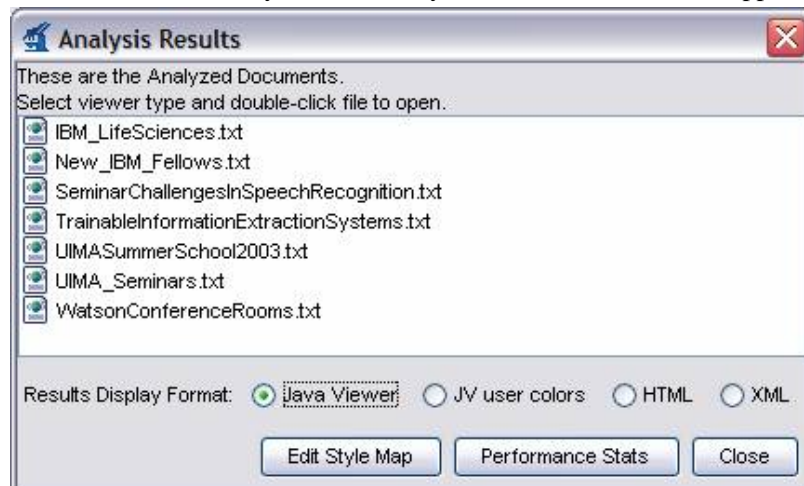 Analysis Results
These are the Analyzed Documents.
Select viewer type and double-click file to open.
IBM_LifeSciences.txt
New_IBM_Fellows.txt
SeminarChallengesInSpeechRecognition.txt
TrainableInformationExtractionSystems.txt
UIMASummerSchool2003.txt
UIMA_Seminars.txt
WatsonConferenceRooms.txt
Results Display Format: Java Viewer JV user colors HTML XML
Edit Style Map Performance Stats Close